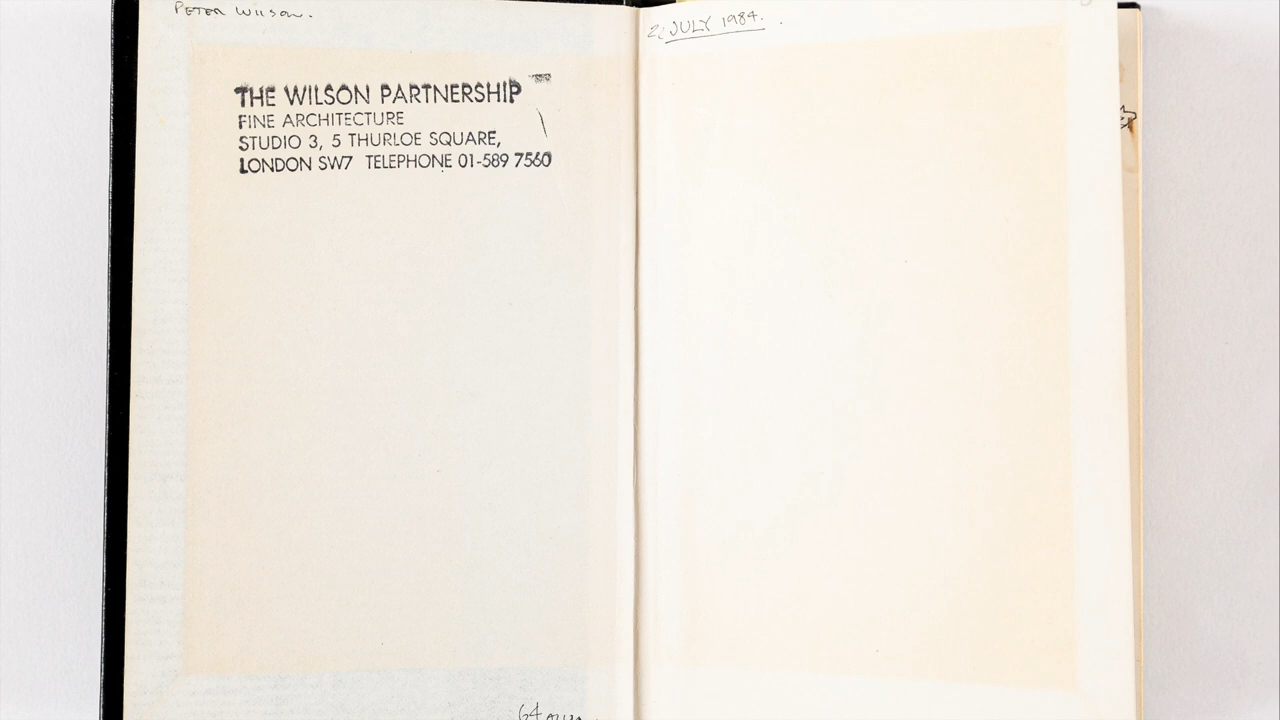 PETER WILSON.
THE WILSON PARTNERSHIP
FINE ARCHITECTURE
STUDIO 3, 5 THURLOE SQUARE,
LONDON SW7 TELEPHONE 01-589 7560
64
JULY 1984.